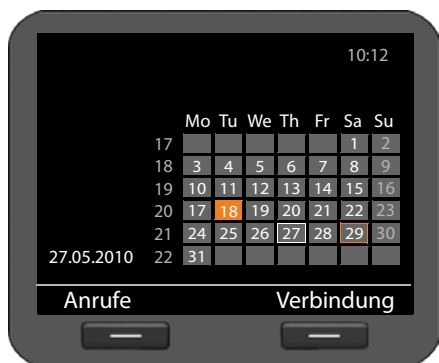 10:12
Mo Tu We Th Fr Sa Su
17 1 2
18 3 4 5 6 7 8 9
19 10 11 12 13 14 15 16
20 17 18 19 20 21 22 23
21 24 25 26 27 28 29 30
27.05.2010 22 31
Anrufe Verbindung